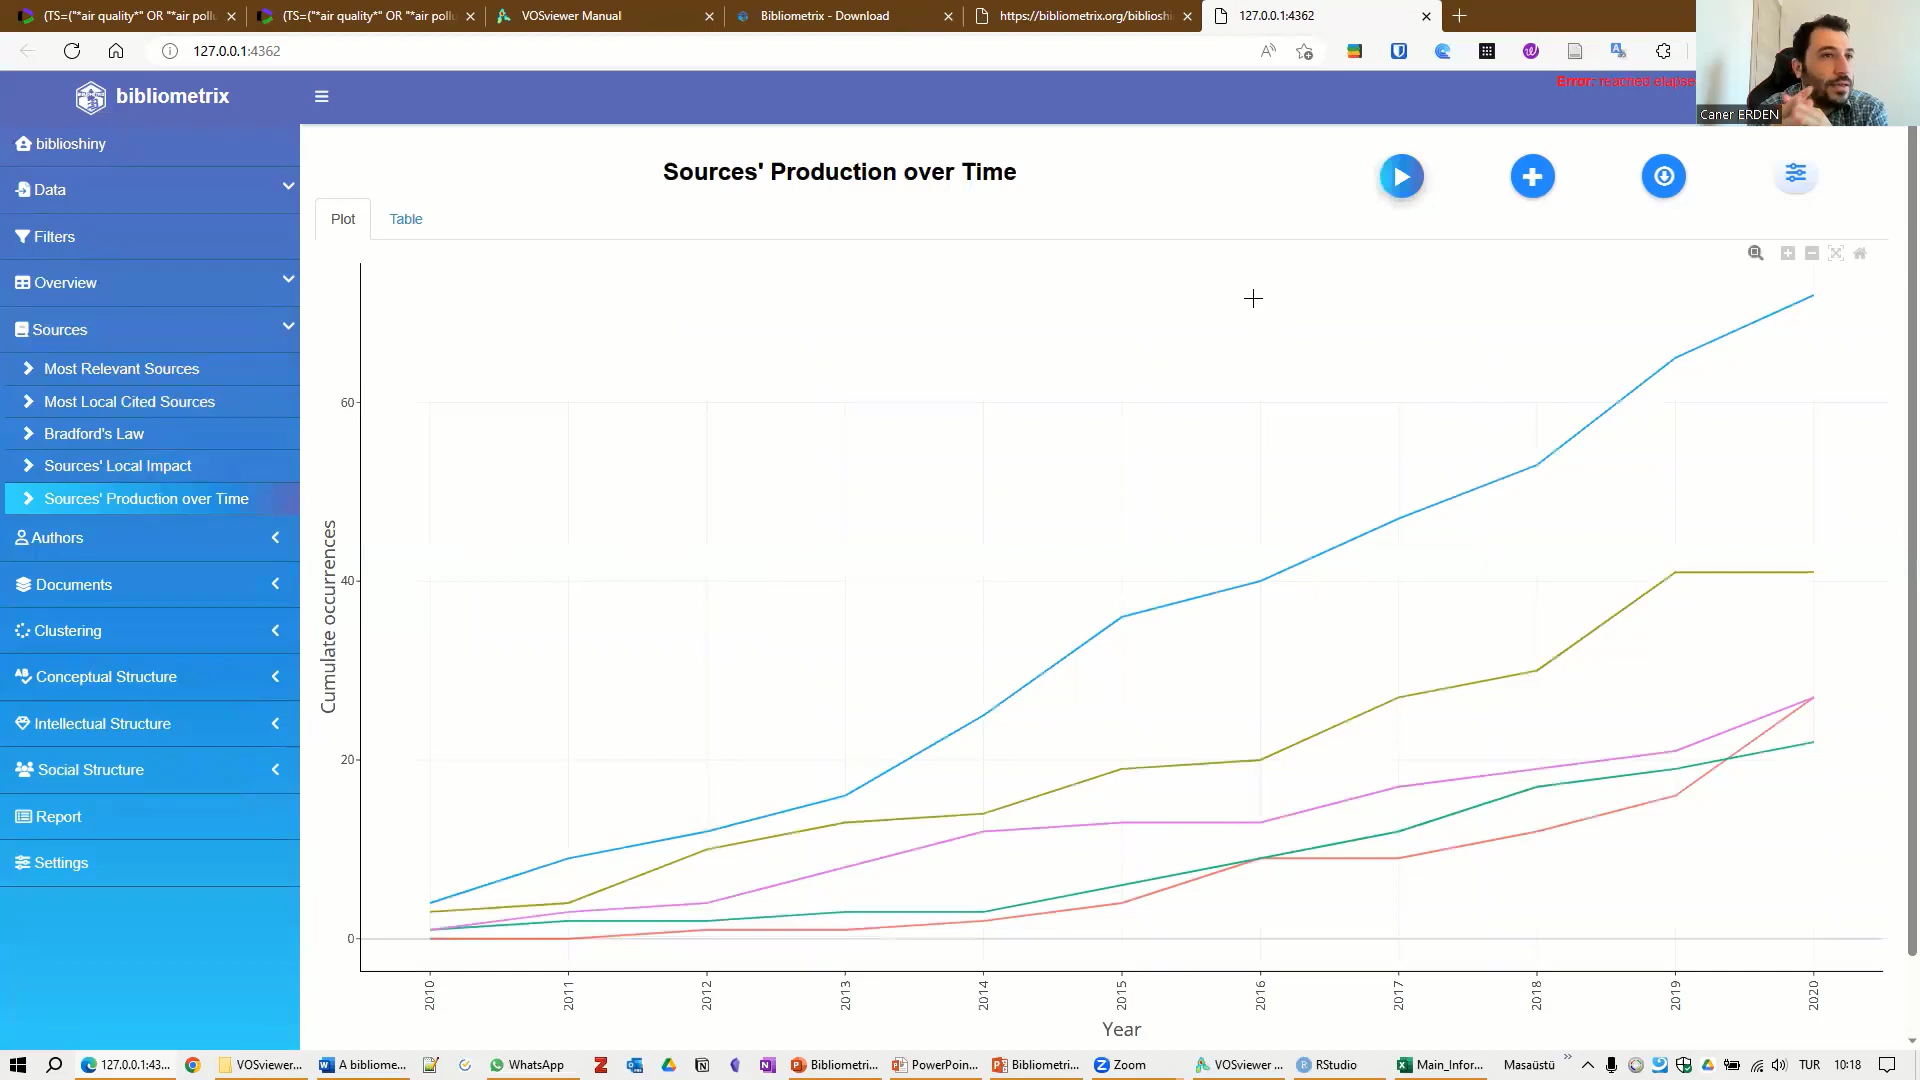 (TS=("*air quality*" OR "*air pollu
(TS=("*air quality*" OR "*air pollu
VOSviewer Manual
Bibliometrix - Download
https://bibliometrix.org/biblioshi
127.0.0.1:4362
127.0.0.1:4362
bibliometrix
Error: reached elapse
Caner ERDEN
biblioshiny
Data
Filters
Overview
Sources
Most Relevant Sources
Most Local Cited Sources
Bradford's Law
Sources' Local Impact
Sources' Production over Time
Authors
Documents
Clustering
Conceptual Structure
Intellectual Structure
Social Structure
Report
Settings
Sources' Production over Time
Plot
Table
Cumulate occurrences
60
40
20
0
2010
2011
2012
2013
2014
2015
2016
2017
2018
2019
2020
Year
127.0.0.1:43...
VOSviewer...
A bibliome...
WhatsApp
Bibliometri...
PowerPoin...
Bibliometri...
Zoom
VOSviewer ...
RStudio
Main_Infor...
Masaüstü
TUR
10:18